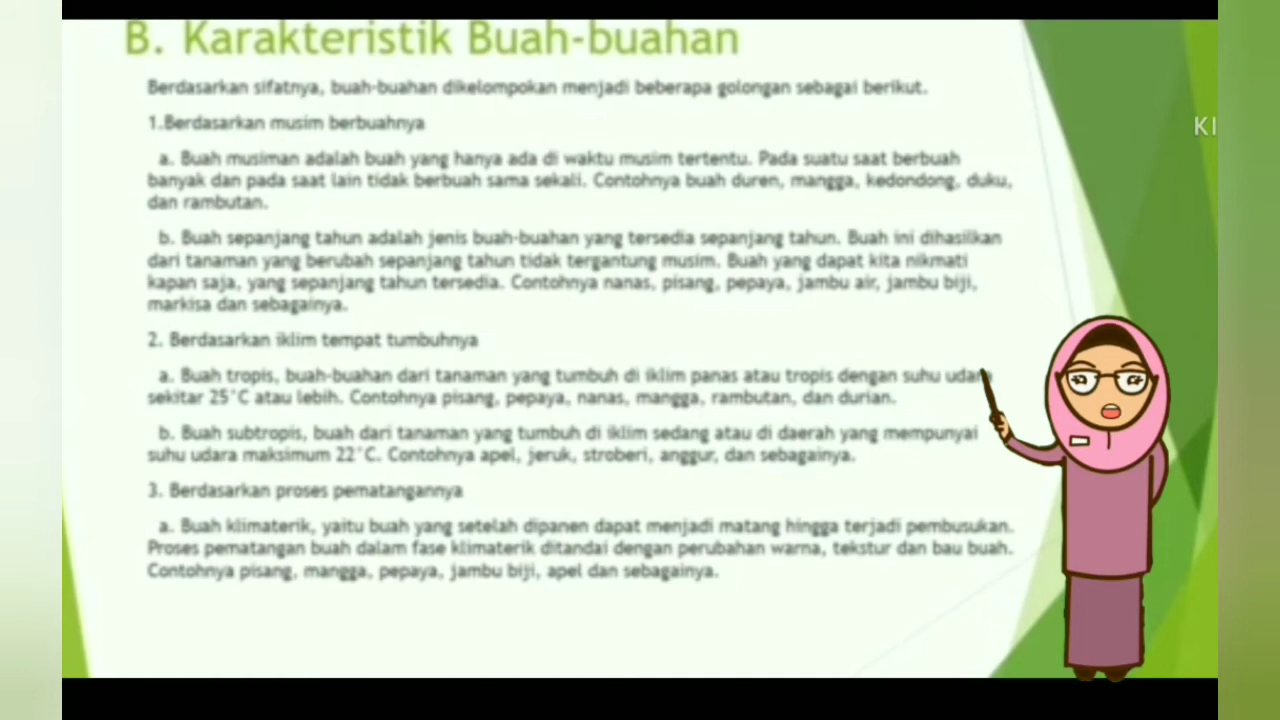 B. Karakteristik Buah-buahan
Berdasarkan sifatnya, buah-buahan dikelompokan menjadi beberapa golongan sebagai berikut.
1.Berdasarkan musim berbuahnya
a. Buah musiman adalah buah yang hanya ada di waktu musim tertentu. Pada suatu saat berbuah
banyak dan pada saat lain tidak berbuah sama sekali. Contohnya buah duren, mangga, kedondong, duku,
dan rambutan.
b. Buah sepanjang tahun adalah jenis buah-buahan yang tersedia sepanjang tahun. Buah ini dihasilkan
dari tanaman yang berubah sepanjang tahun tidak tergantung musim. Buah yang dapat kita nikmati
kapan saja, yang sepanjang tahun tersedia. Contohnya nanas, pisang, pepaya, jambu air, jambu biji,
markisa dan sebagainya.
2. Berdasarkan iklim tempat tumbuhnya
a. Buah tropis, buah-buahan dari tanaman yang tumbuh di iklim panas atau tropis dengan suhu udara
sekitar 25°C atau lebih. Contohnya pisang, pepaya, nanas, mangga, rambutan, dan durian.
b. Buah subtropis, buah dari tanaman yang tumbuh di iklim sedang atau di daerah yang mempunyai
suhu udara maksimum 22°C. Contohnya apel, jeruk, stroberi, anggur, dan sebagainya.
3. Berdasarkan proses pematangannya
a. Buah klimaterik, yaitu buah yang setelah dipanen dapat menjadi matang hingga terjadi pembusukan.
Proses pematangan buah dalam fase klimaterik ditandai dengan perubahan warna, tekstur dan bau buah.
Contohnya pisang, mangga, pepaya, jambu biji, apel dan sebagainya.